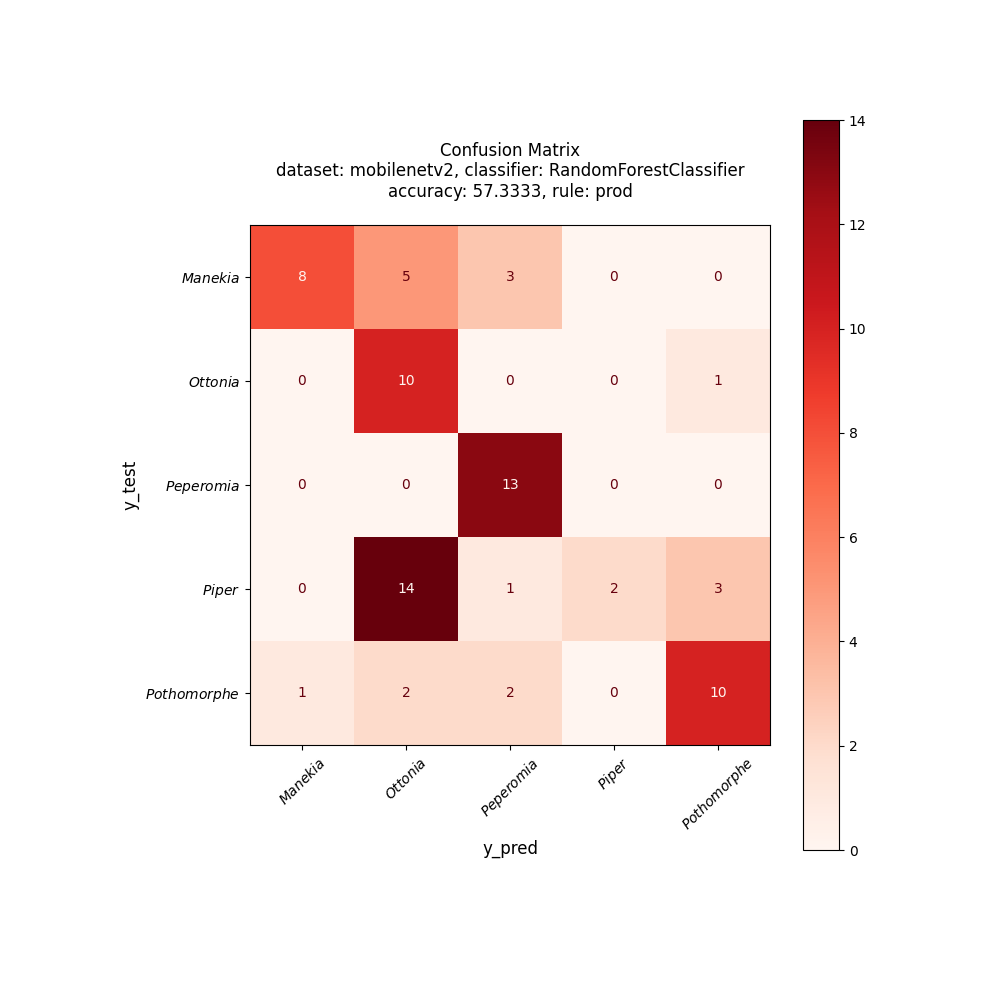 Confusion Matrix
dataset: mobilenetv2, classifier: RandomForestClassifier
accuracy: 57.3333, rule: prod
Manekia 8 5 3 0 0
Ottonia 0 10 0 0 1
Peperomia 0 0 13 0 0
Piper 0 14 1 2 3
Pothomorphe 1 2 2 0 10
Manekia Ottonia Peperomia Piper Pothomorphe
y_pred
y_test
14
12
10
8
6
4
2
0